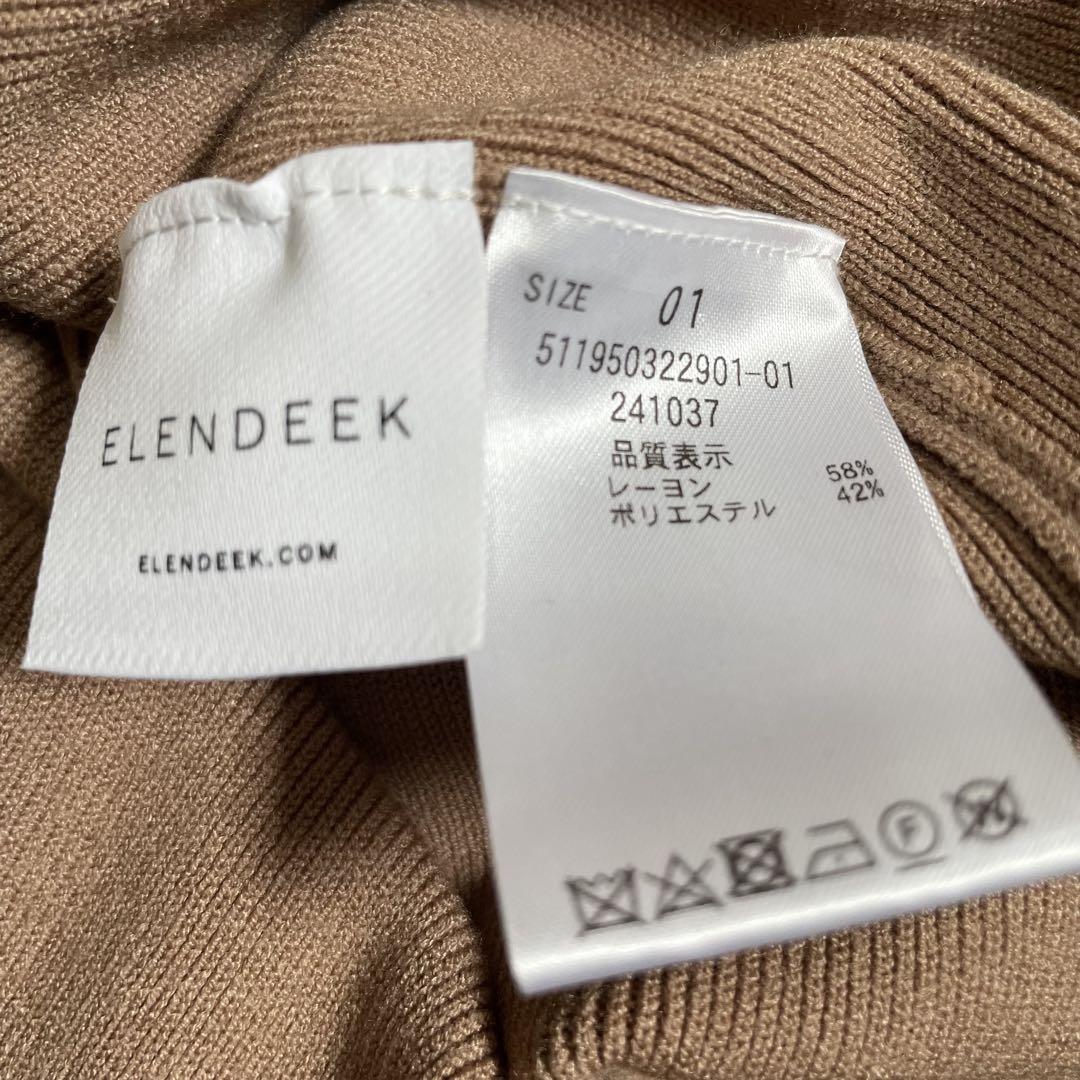 ELENDEEK
ELENDEEK.COM
SIZE 01
511950322901-01
241037
品質表示
レーヨン 58%
ポリエステル 42%
F